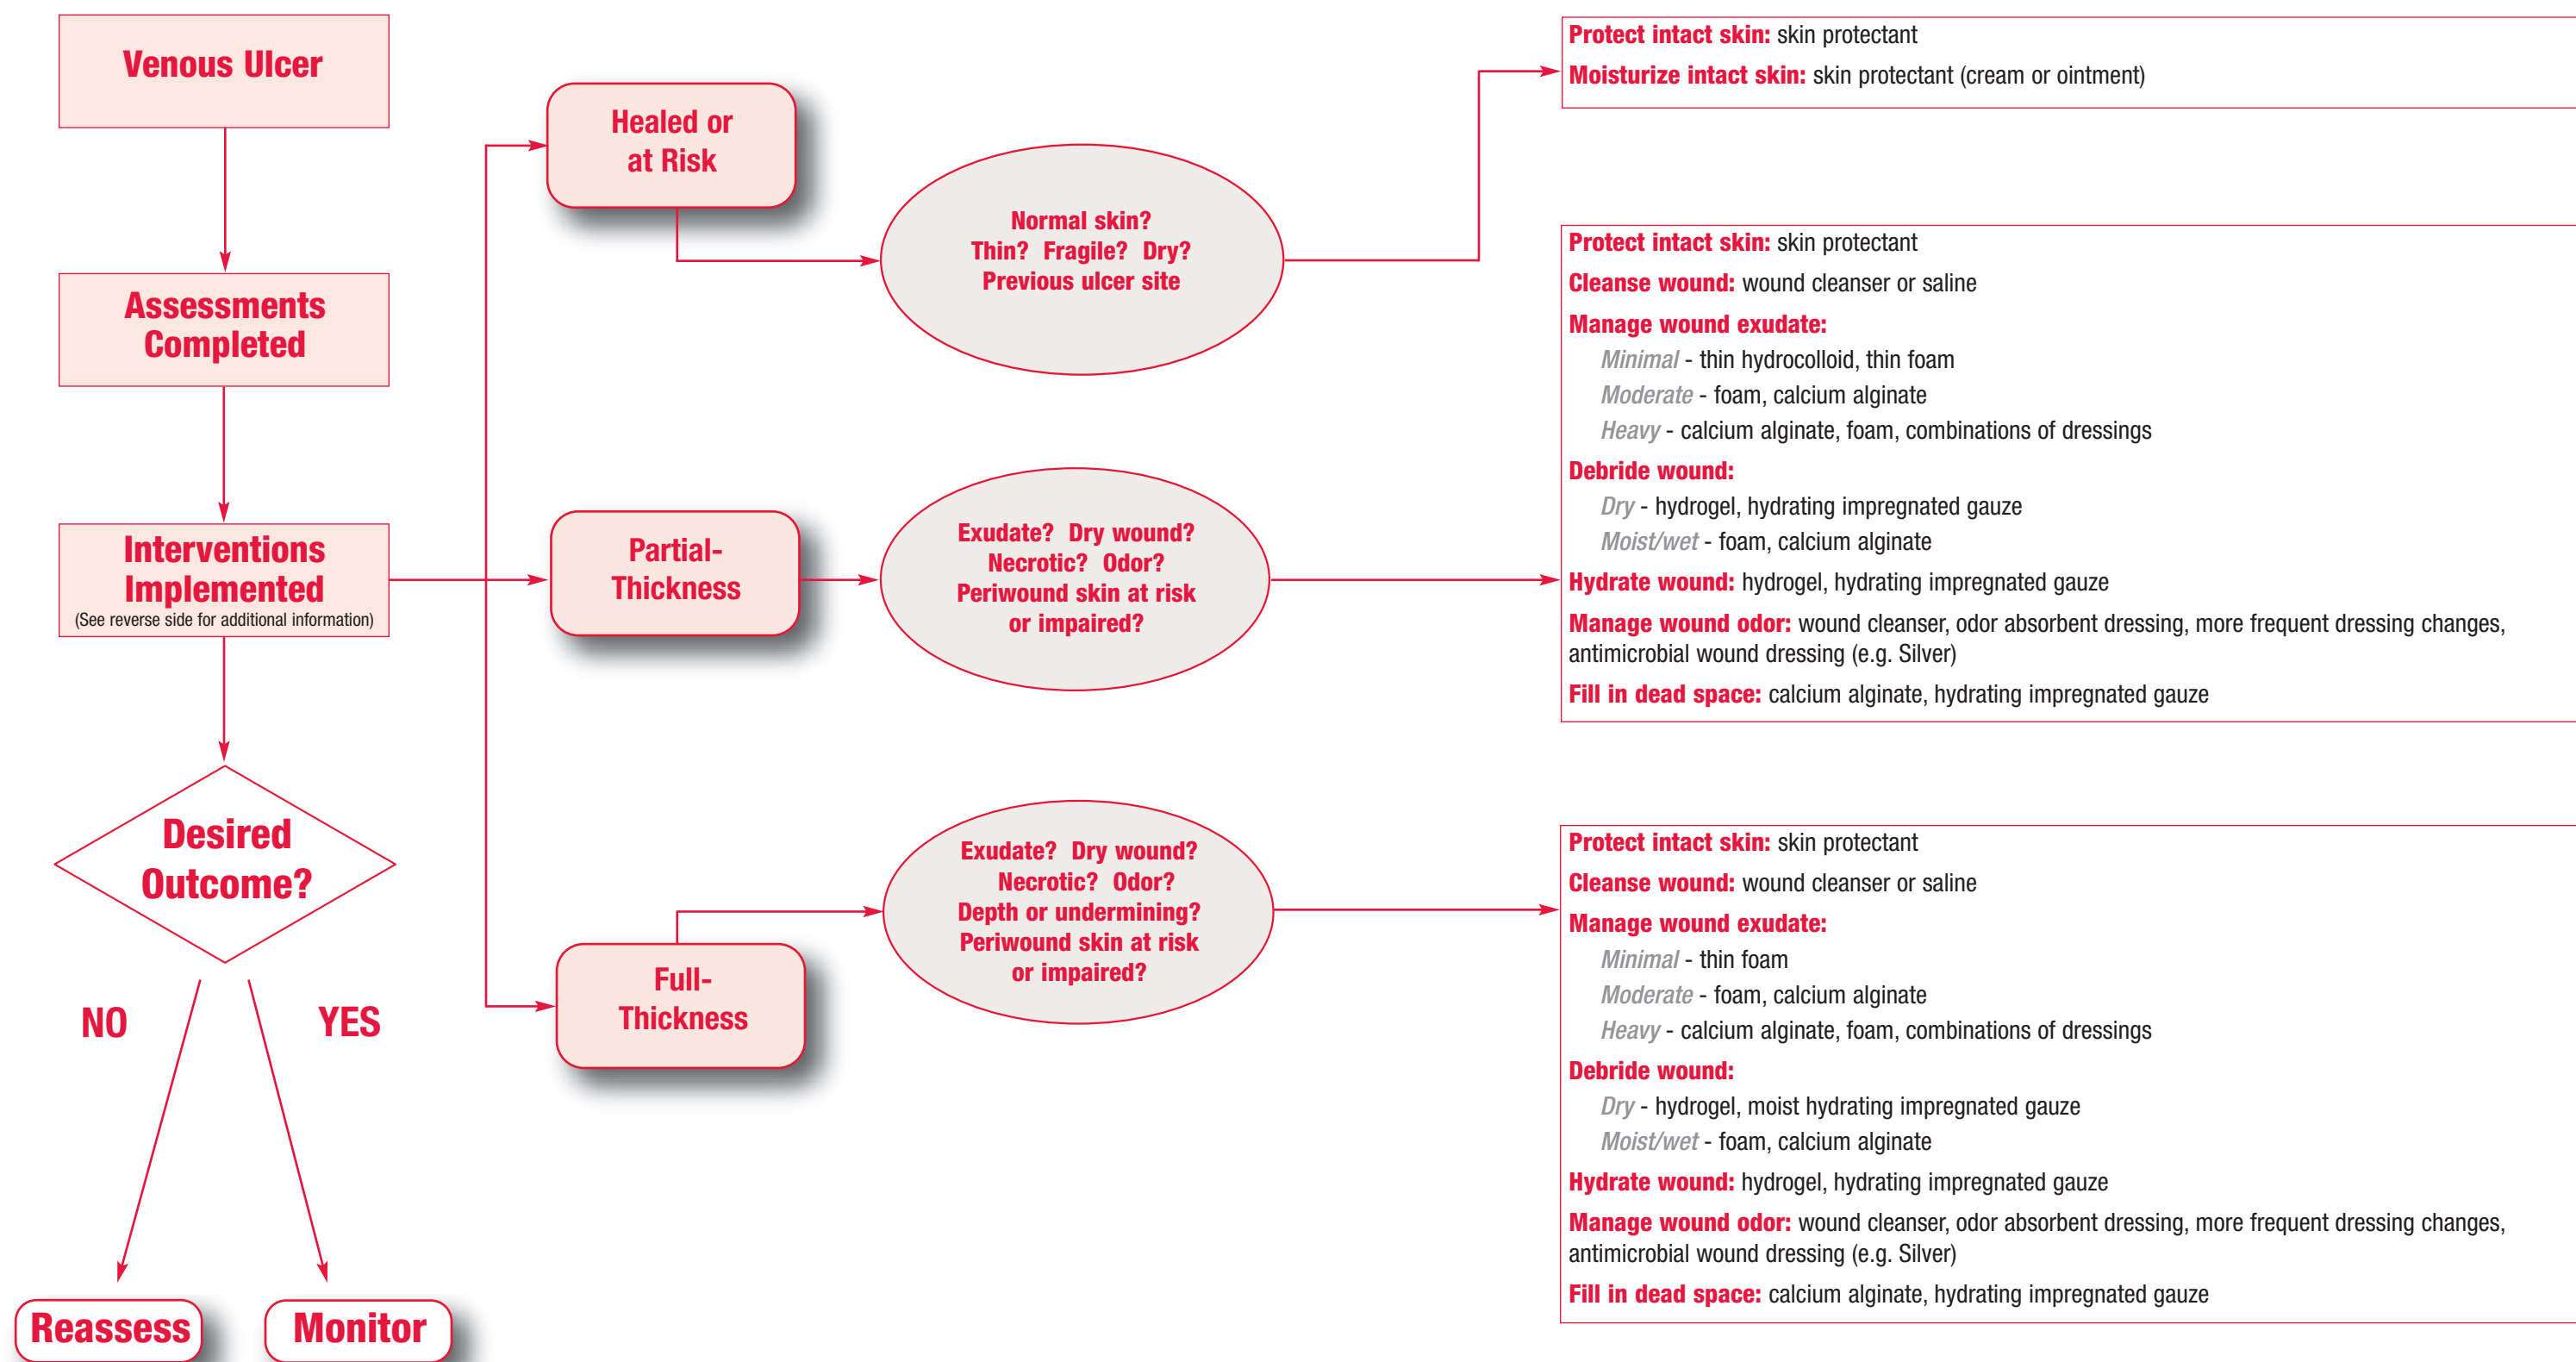 Venous Ulcer
Assessments
Completed
Interventions
Implemented
(See reverse side for additional information)
Desired
Outcome?
NO
YES
Reassess
Monitor
Healed or
at Risk
Normal skin?
Thin? Fragile? Dry?
Previous ulcer site
Protect intact skin: skin protectant
Moisturize intact skin: skin protectant (cream or ointment)
Partial-
Thickness
Exudate? Dry wound?
Necrotic? Odor?
Periwound skin at risk
or impaired?
Protect intact skin: skin protectant
Cleanse wound: wound cleanser or saline
Manage wound exudate:
Minimal - thin hydrocolloid, thin foam
Moderate - foam, calcium alginate
Heavy - calcium alginate, foam, combinations of dressings
Debride wound:
Dry - hydrogel, hydrating impregnated gauze
Moist/wet - foam, calcium alginate
Hydrate wound: hydrogel, hydrating impregnated gauze
Manage wound odor: wound cleanser, odor absorbent dressing, more frequent dressing changes,
antimicrobial wound dressing (e.g. Silver)
Fill in dead space: calcium alginate, hydrating impregnated gauze
Full-
Thickness
Exudate? Dry wound?
Necrotic? Odor?
Depth or undermining?
Periwound skin at risk
or impaired?
Protect intact skin: skin protectant
Cleanse wound: wound cleanser or saline
Manage wound exudate:
Minimal - thin foam
Moderate - foam, calcium alginate
Heavy - calcium alginate, foam, combinations of dressings
Debride wound:
Dry - hydrogel, moist hydrating impregnated gauze
Moist/wet - foam, calcium alginate
Hydrate wound: hydrogel, hydrating impregnated gauze
Manage wound odor: wound cleanser, odor absorbent dressing, more frequent dressing changes,
antimicrobial wound dressing (e.g. Silver)
Fill in dead space: calcium alginate, hydrating impregnated gauze